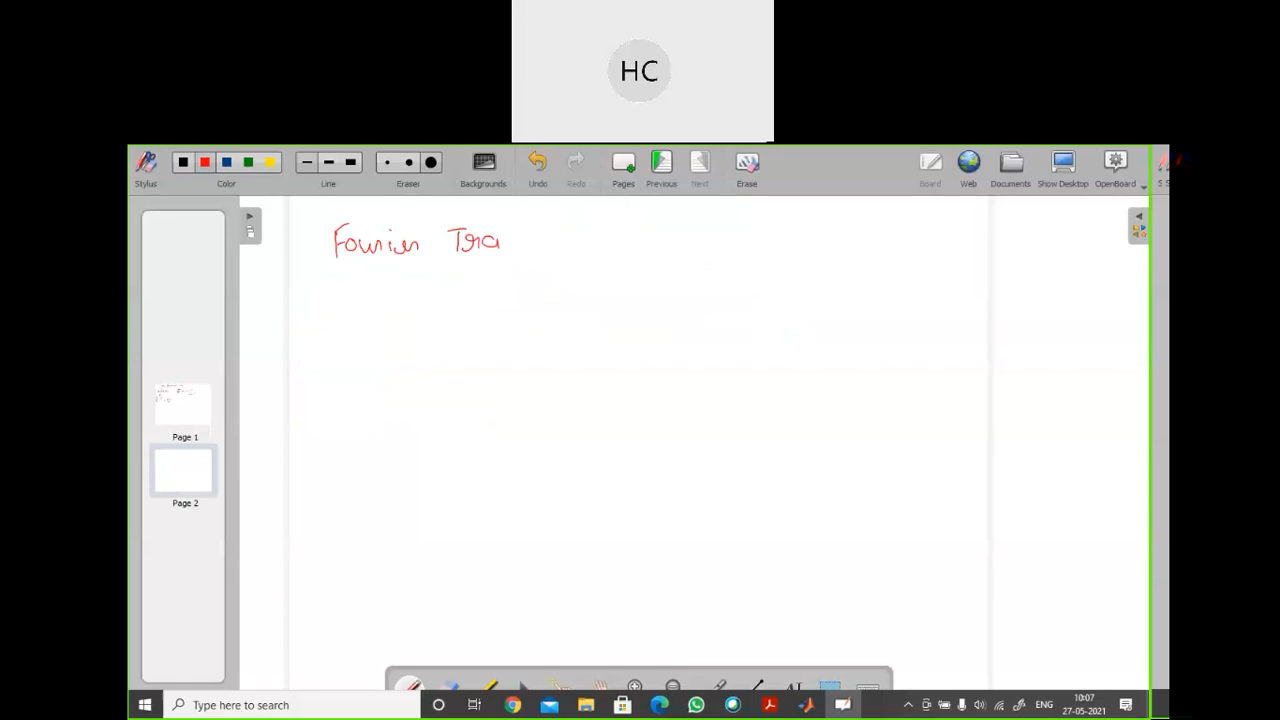 HC
Stylus
Color
Line
Eraser
Backgrounds
Undo
Redo
Pages
Previous
Next
Erase
Board
Web
Documents
Show Desktop
OpenBoard
S S
Fourier Tra
Page 1
Page 2
Type here to search
ENG
10:07
27-05-2021